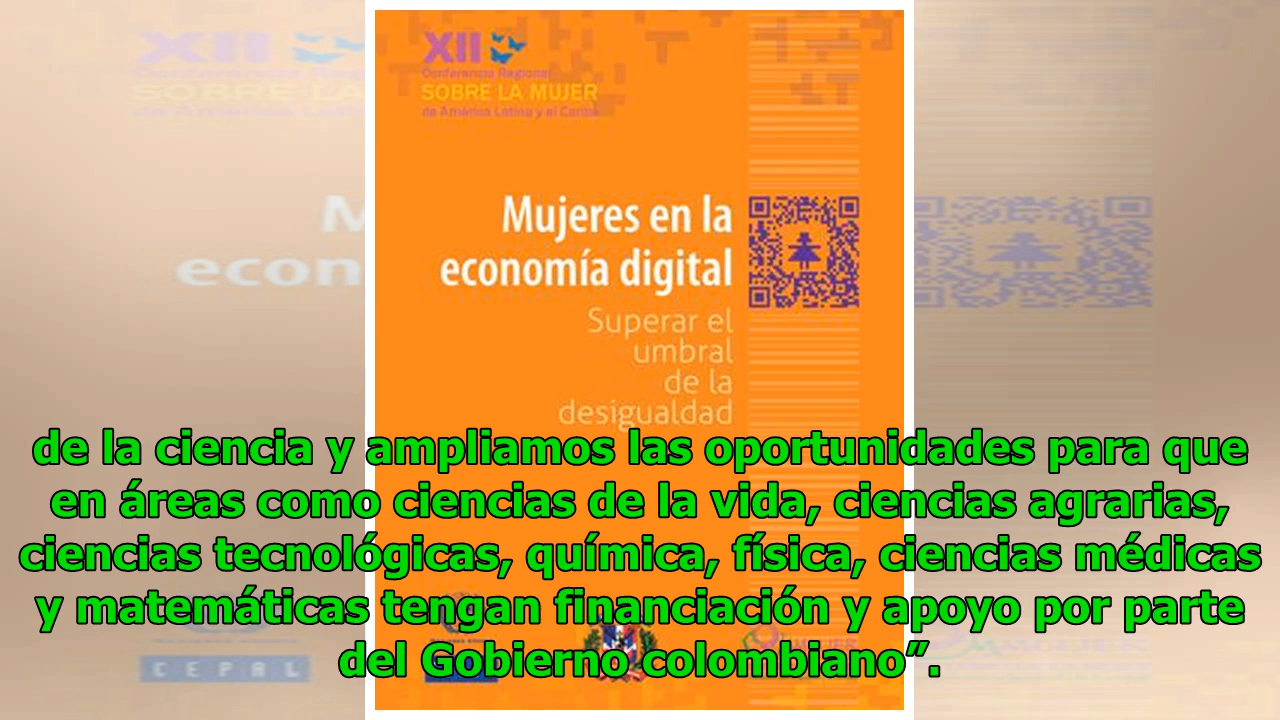 XII
Conferencia Regional
SOBRE LA MUJER
de América Latina y el Caribe
Mujeres en la
economía digital
Superar el
umbral
de la
desigualdad
de la ciencia y ampliamos las oportunidades para que
en áreas como ciencias de la vida, ciencias agrarias,
ciencias tecnológicas, química, física, ciencias médicas
y matemáticas tengan financiación y apoyo por parte
del Gobierno colombiano”.
CEPAL